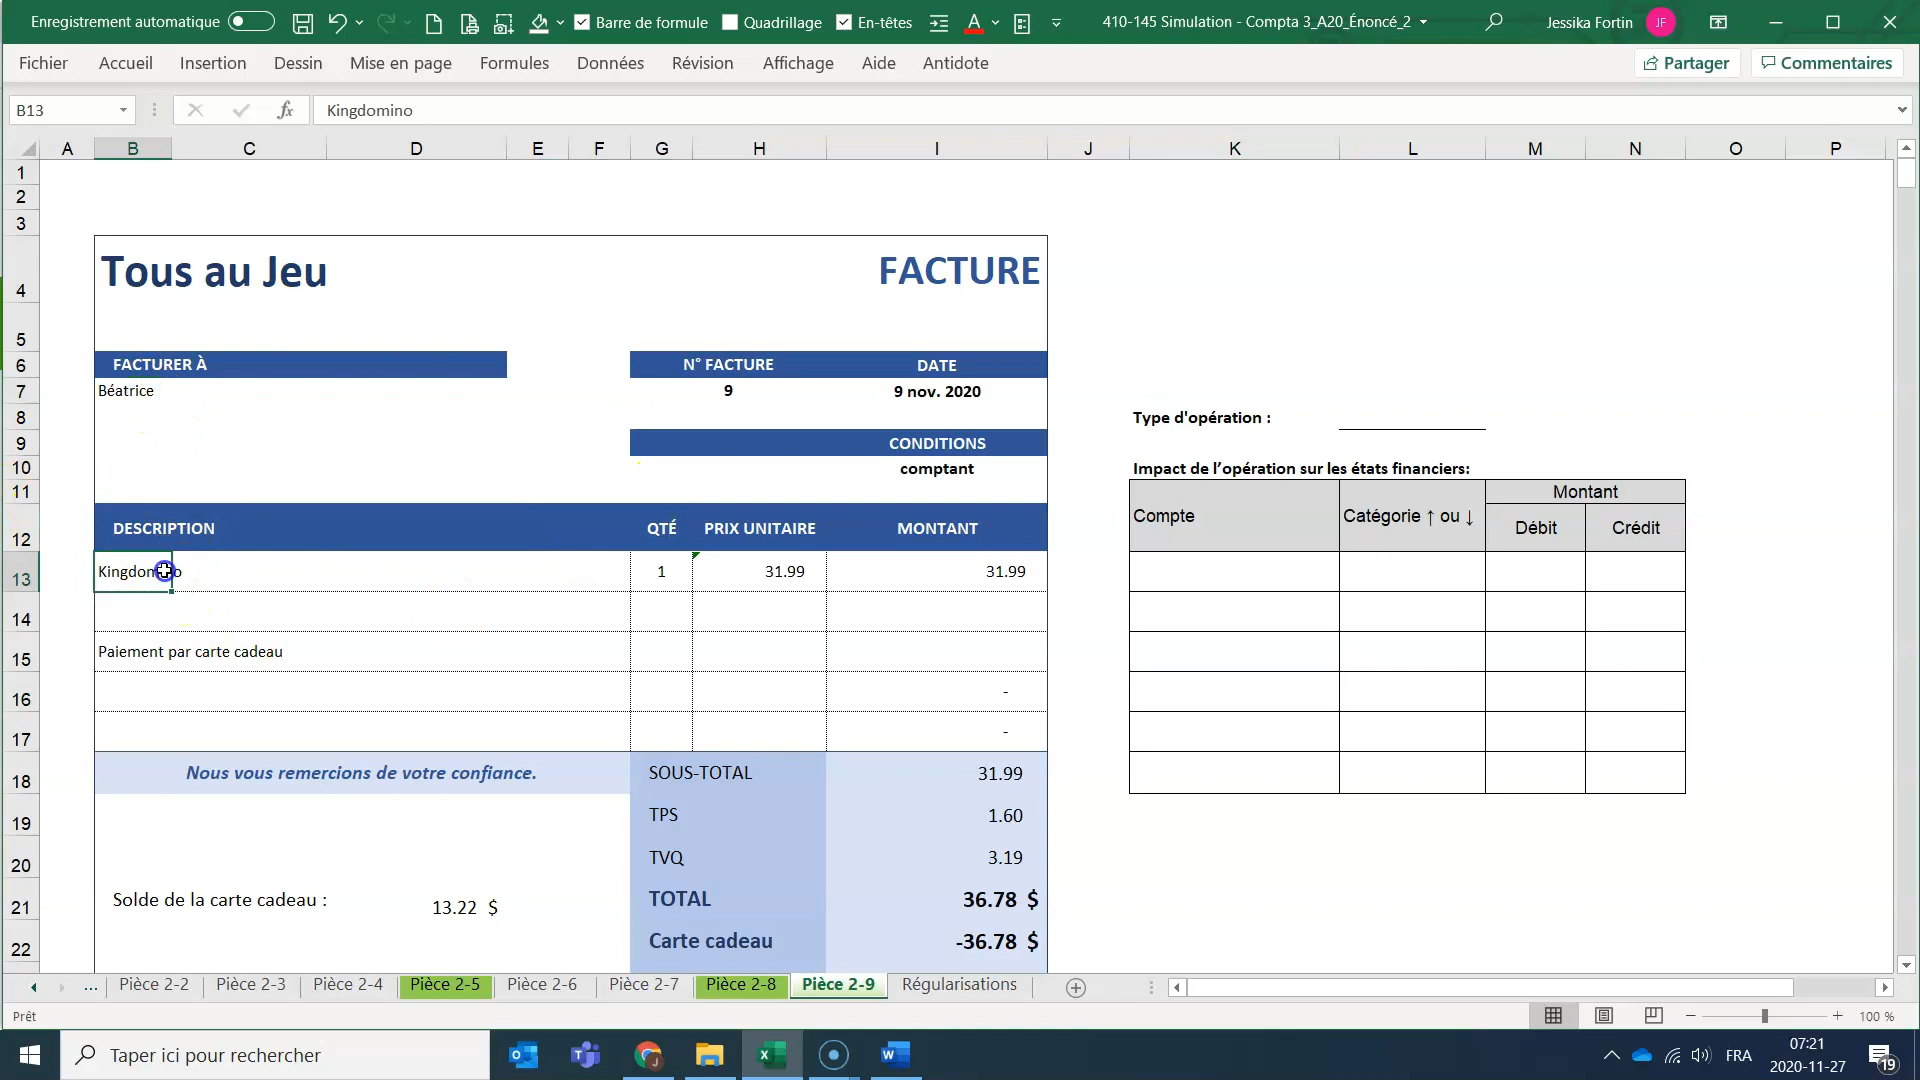 Enregistrement automatique Barre de formule Quadrillage En-têtes 410-145 Simulation - Compta 3_A20_Énoncé_2 Jessika Fortin JF
Fichier Accueil Insertion Dessin Mise en page Formules Données Révision Affichage Aide Antidote Partager Commentaires
B13 fx Kingdomino
A B C D E F G H I J K L M N O P
1
2
3
4 Tous au Jeu FACTURE
5
6 FACTURER À N° FACTURE DATE
7 Béatrice 9 9 nov. 2020
8 Type d'opération :
9 CONDITIONS
10 comptant Impact de l’opération sur les états financiers:
11 Montant
12 DESCRIPTION QTÉ PRIX UNITAIRE MONTANT Compte Catégorie ↑ ou ↓ Débit Crédit
13 Kingdomino 1 31.99 31.99
14
15 Paiement par carte cadeau
16 -
17 -
18 Nous vous remercions de votre confiance. SOUS-TOTAL 31.99
19 TPS 1.60
20 TVQ 3.19
21 Solde de la carte cadeau : 13.22 $ TOTAL 36.78 $
22 Carte cadeau -36.78 $
... Pièce 2-2 Pièce 2-3 Pièce 2-4 Pièce 2-5 Pièce 2-6 Pièce 2-7 Pièce 2-8 Pièce 2-9 Régularisations
Prêt 100 %
Taper ici pour rechercher FRA 07:21
2020-11-27 19